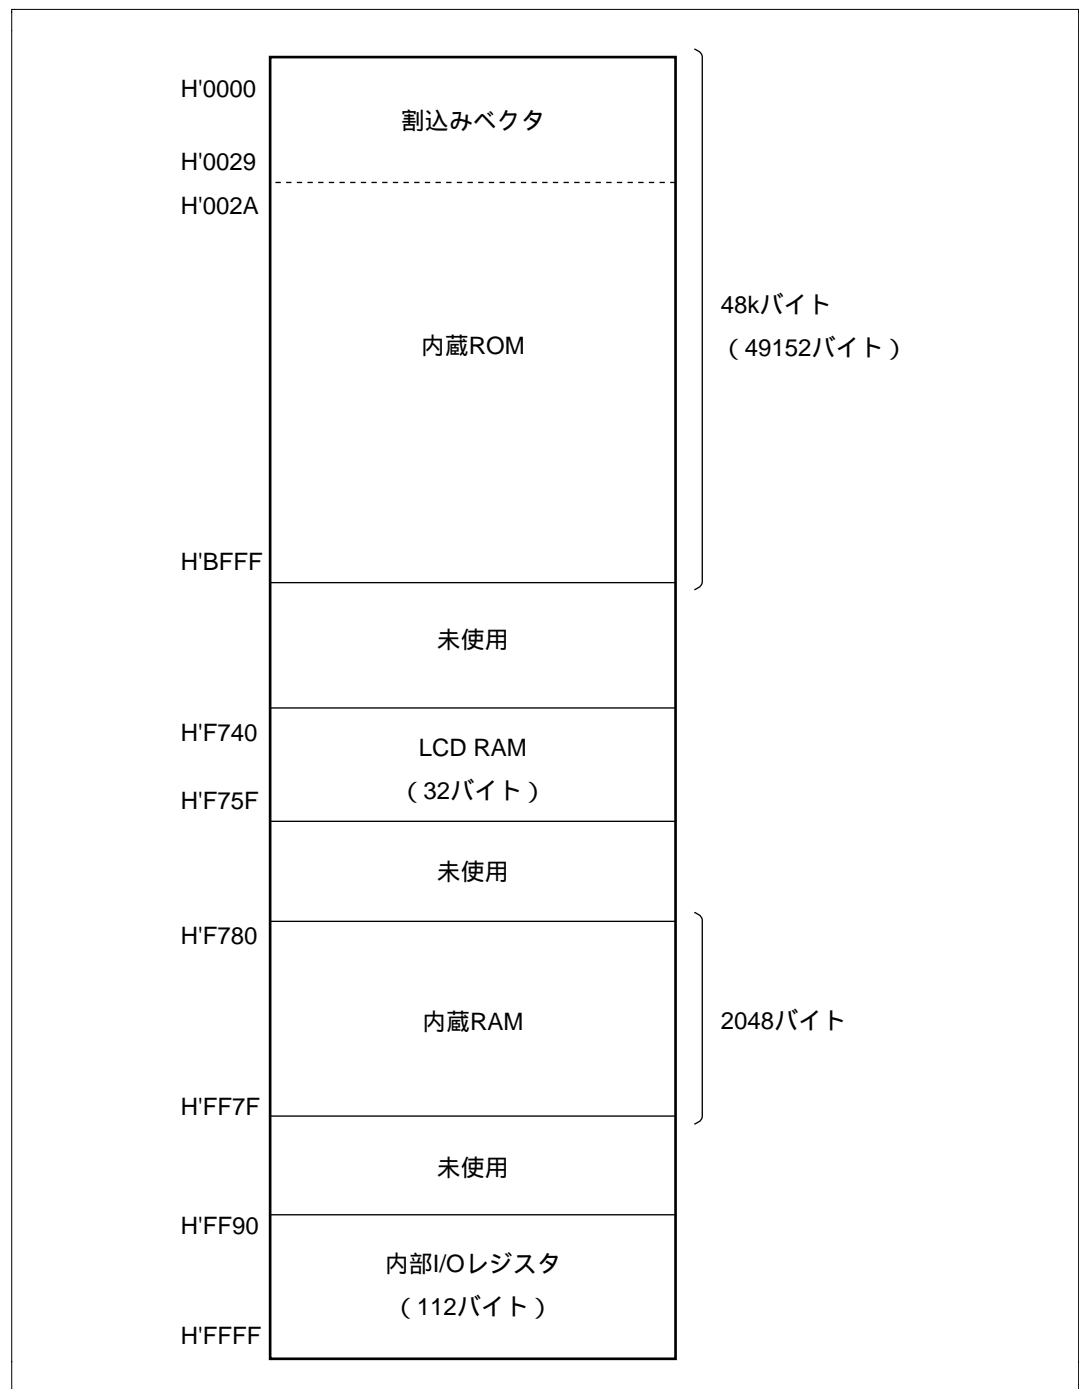 H'0000
割込みベクタ
H'0029
H'002A
48kバイト
(49152バイト)
内蔵ROM
H'BFFF
未使用
H'F740
LCD RAM
(32バイト)
H'F75F
未使用
H'F780
内蔵RAM
2048バイト
H'FF7F
未使用
H'FF90
内部I/Oレジスタ
(112バイト)
H'FFFF